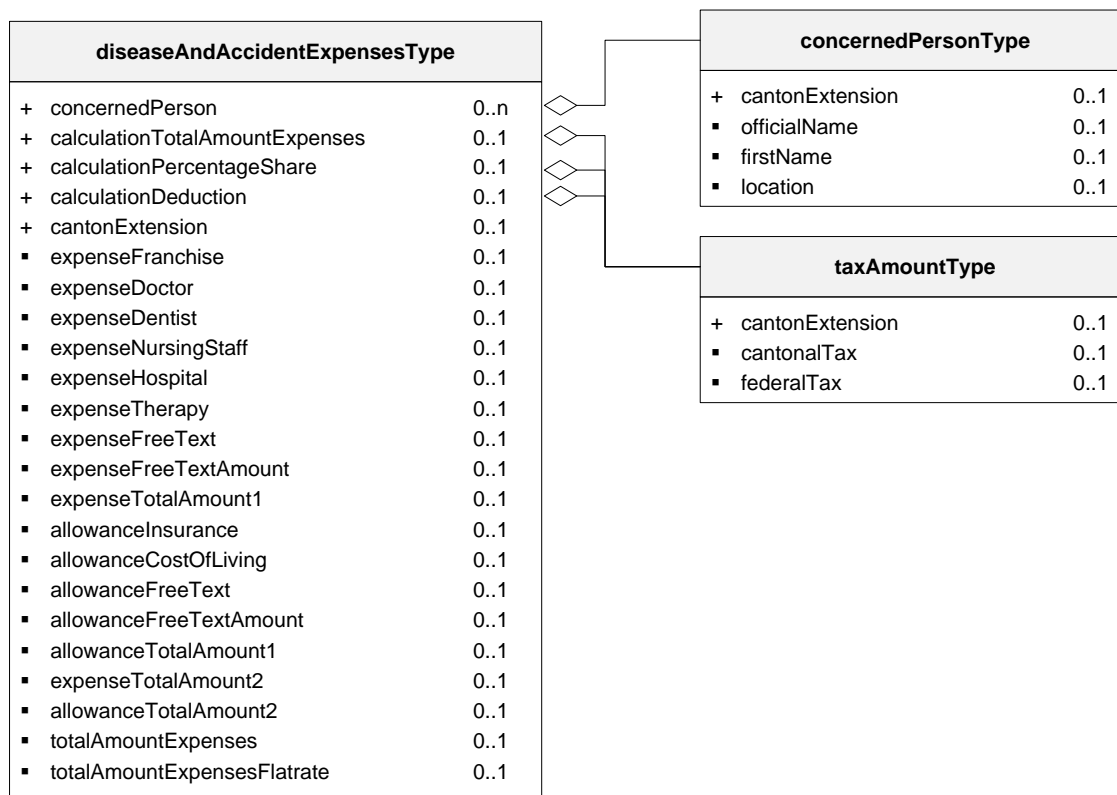 diseaseAndAccidentExpensesType
+ concernedPerson 0..n
+ calculationTotalAmountExpenses 0..1
+ calculationPercentageShare 0..1
+ calculationDeduction 0..1
+ cantonExtension 0..1
▪ expenseFranchise 0..1
▪ expenseDoctor 0..1
▪ expenseDentist 0..1
▪ expenseNursingStaff 0..1
▪ expenseHospital 0..1
▪ expenseTherapy 0..1
▪ expenseFreeText 0..1
▪ expenseFreeTextAmount 0..1
▪ expenseTotalAmount1 0..1
▪ allowanceInsurance 0..1
▪ allowanceCostOfLiving 0..1
▪ allowanceFreeText 0..1
▪ allowanceFreeTextAmount 0..1
▪ allowanceTotalAmount1 0..1
▪ expenseTotalAmount2 0..1
▪ allowanceTotalAmount2 0..1
▪ totalAmountExpenses 0..1
▪ totalAmountExpensesFlatrate 0..1
concernedPersonType
+ cantonExtension 0..1
▪ officialName 0..1
▪ firstName 0..1
▪ location 0..1
taxAmountType
+ cantonExtension 0..1
▪ cantonalTax 0..1
▪ federalTax 0..1